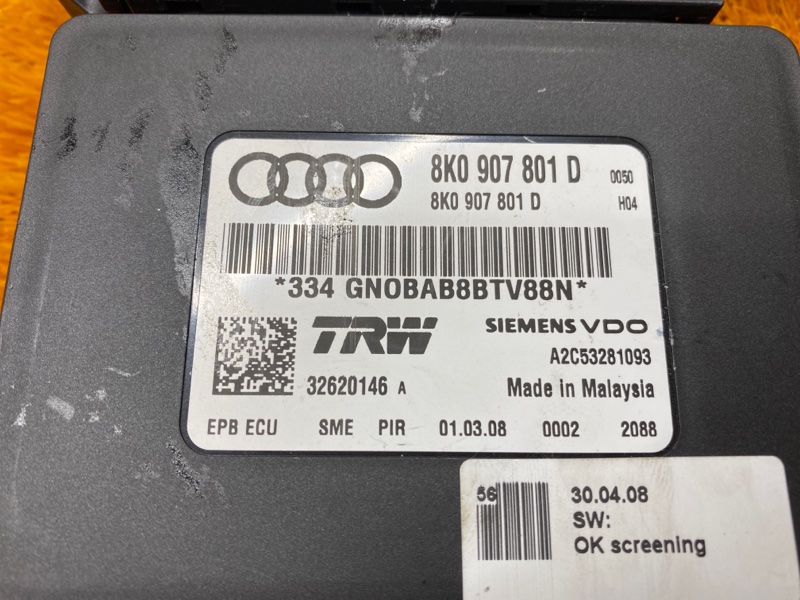 8K0 907 801 D 0050
8K0 907 801 D H04
*334 GN0BAB8BTV88N*
TRW SIEMENS VDO
A2C53281093
32620146 A Made in Malaysia
EPB ECU SME PIR 01.03.08 0002 2088
56 30.04.08
SW:
OK screening